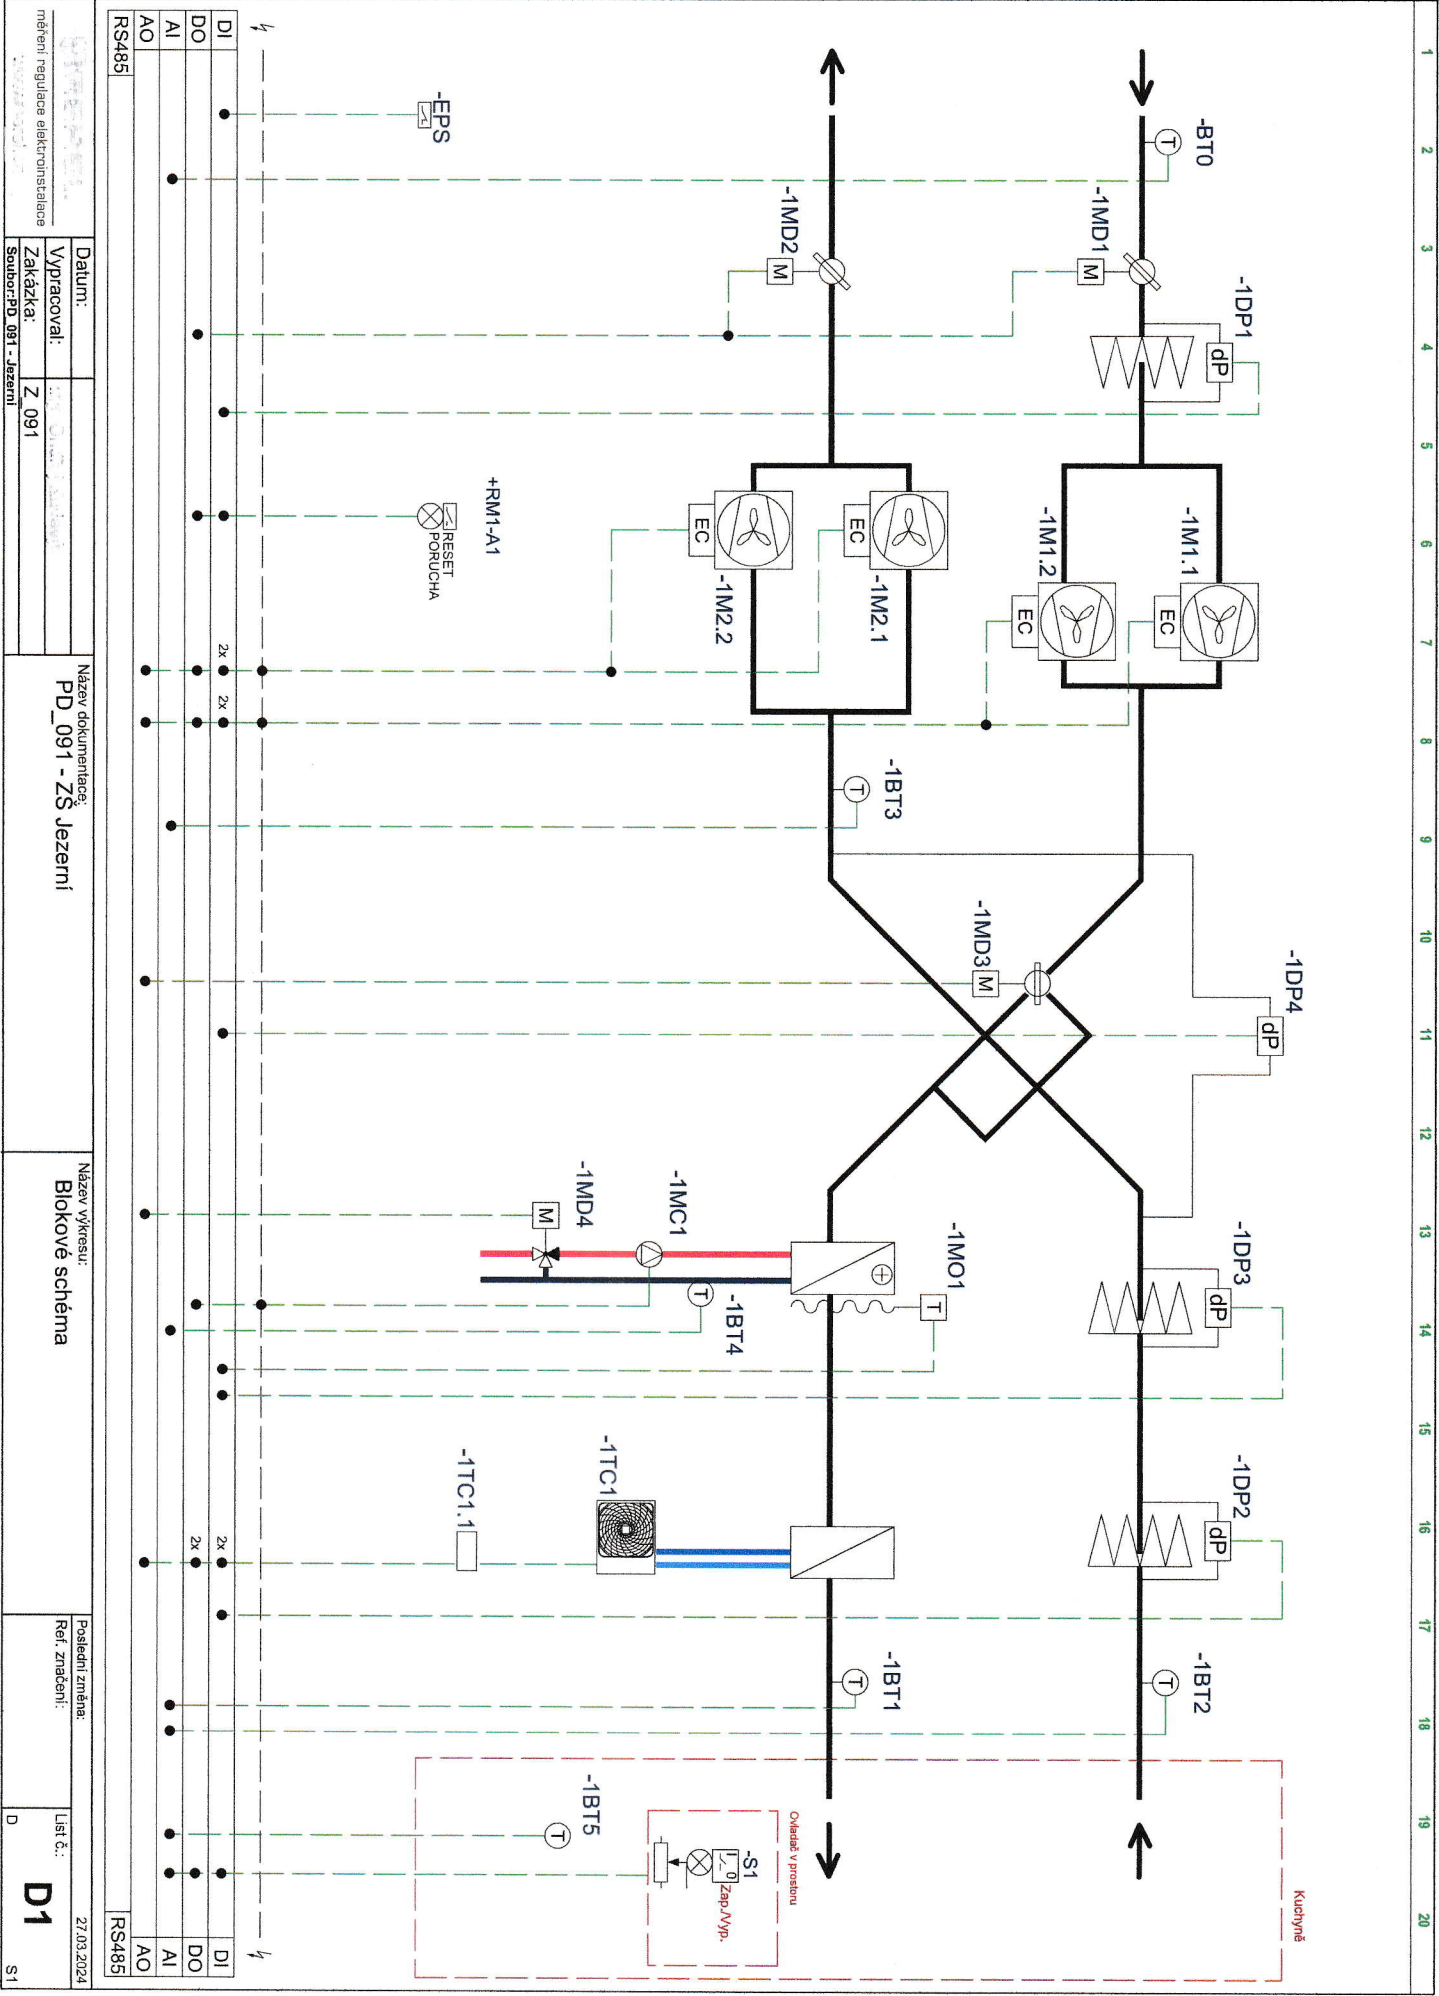 1 2 3 4 5 6 7 8 9 10 11 12 13 14 15 16 17 18 19 20
Kuchyně
-1DP4
dP
-1DP1
dP
-1DP3
dP
-1DP2
dP
-BT0
T
-1M1.1
EC
-1BT2
T
-1MD1
M
-1M1.2
EC
-1MD3
M
-1MO1
T
-1M2.1
EC
-1BT3
T
-1BT1
T
-1MD2
M
-1M2.2
EC
Ovladač v prostoru
-S1
I 0
Zap./Vyp.
-1MC1
-1BT4
T
-1MD4
M
-1TC1
-1BT5
T
-1TC1.1
+RM1-A1
RESET
PORUCHA
-EPS
DI 2x 2x 2x DI
DO 2x DO
AI AI
AO AO
RS485 RS485
měření regulace elektroinstalace
Datum:
Vypracoval:
Zakázka: Z_091
Soubor:PD_091 - Jezerní
Název dokumentace:
PD_091 - ZŠ Jezerní
Název výkresu:
Blokové schéma
Poslední změna: 27.03.2024
Ref. značení:
List č.:
D1
D
S1